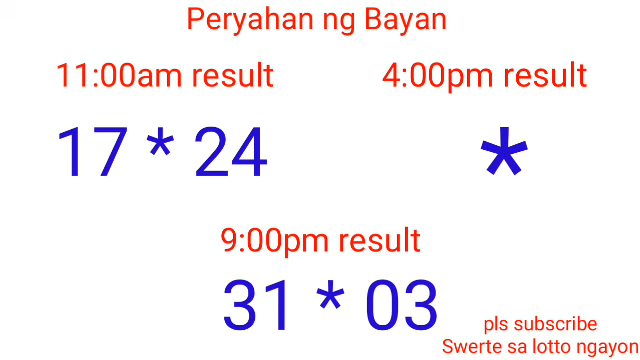 Peryahan ng Bayan
11:00am result
4:00pm result
17 * 24
*
9:00pm result
31 * 03
pls subscribe
Swerte sa lotto ngayon